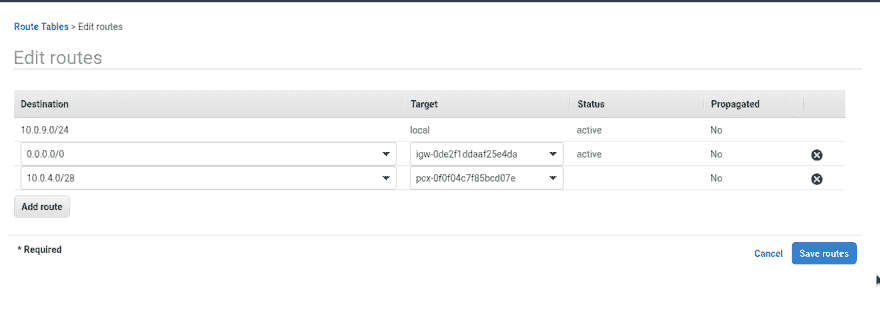 Route Tables > Edit routes
Edit routes
Destination Target Status Propagated
10.0.9.0/24 local active No
0.0.0.0/0 igw-0de2f1ddaaf25e4da active No
10.0.4.0/28 pcx-0f0f04c7f85bcd07e No
Add route
* Required
Cancel Save routes